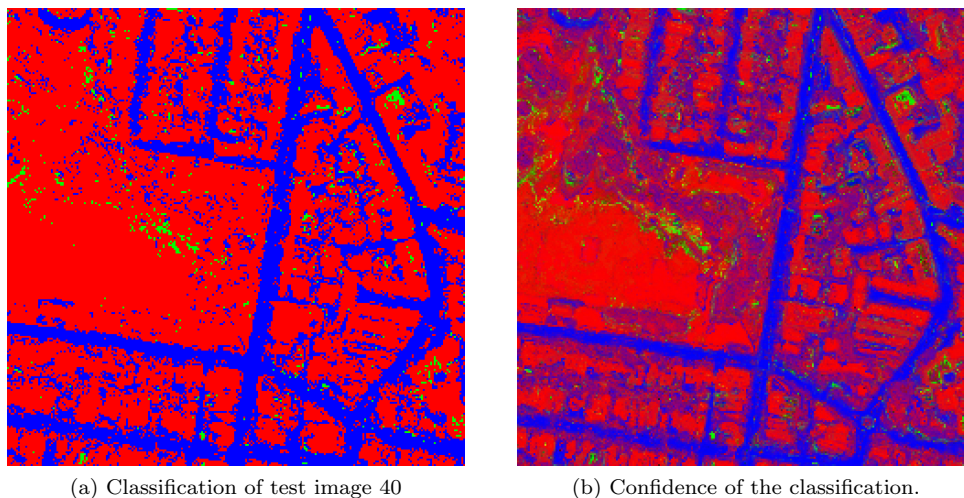 (a) Classification of test image 40
(b) Confidence of the classification.